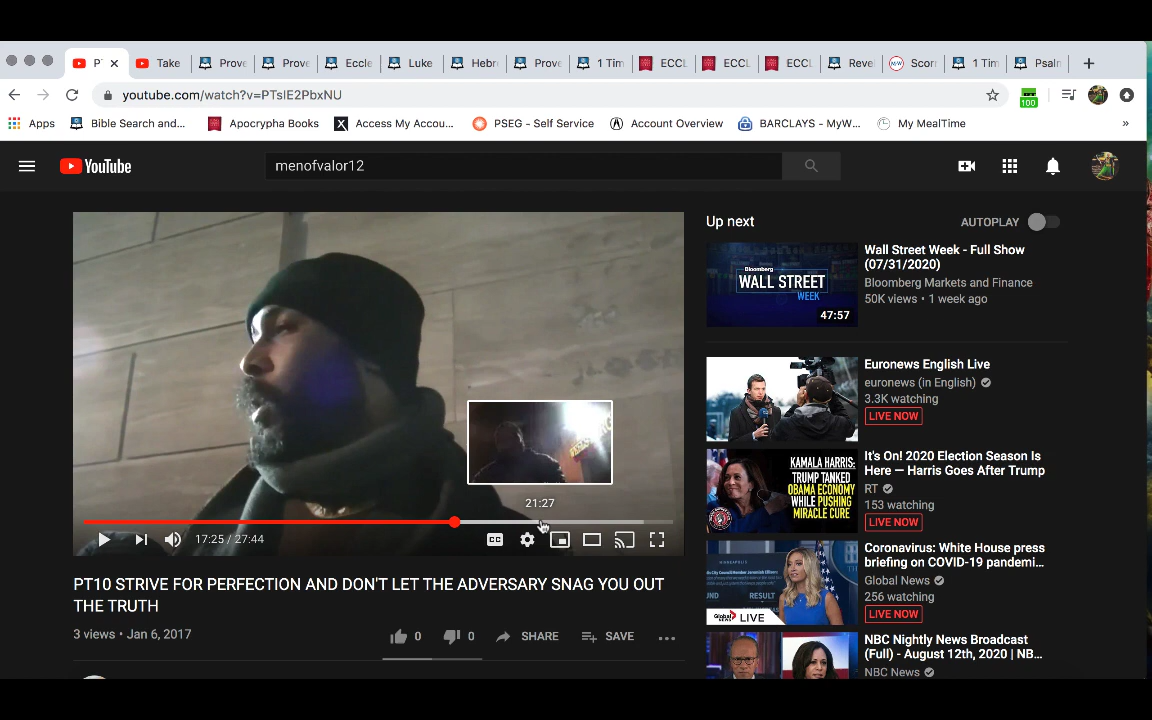 P'
Take
Prove
Prove
Eccle
Luke
Hebr
Prove
1 Tim
ECCL
ECCL
ECCL
Reve
Scorr
1 Tim
Psaln
youtube.com/watch?v=PTsIE2PbxNU
100
Apps
Bible Search and...
Apocrypha Books
Access My Accou...
PSEG - Self Service
Account Overview
BARCLAYS - MyW...
My MealTime
»
YouTube
menofvalor12
21:27
17:25 / 27:44
CC
PT10 STRIVE FOR PERFECTION AND DON'T LET THE ADVERSARY SNAG YOU OUT
THE TRUTH
3 views • Jan 6, 2017
0
0
SHARE
SAVE
Up next
AUTOPLAY
Bloomberg
WALL STREET
WEEK
47:57
Wall Street Week - Full Show
(07/31/2020)
Bloomberg Markets and Finance
50K views • 1 week ago
Euronews English Live
euronews (in English)
3.3K watching
LIVE NOW
KAMALA HARRIS:
TRUMP TANKED
OBAMA ECONOMY
WHILE PUSHING
MIRACLE CURE
It's On! 2020 Election Season Is
Here — Harris Goes After Trump
RT
153 watching
LIVE NOW
RESULT
Global NEWS
LIVE
Coronavirus: White House press
briefing on COVID-19 pandemi...
Global News
256 watching
LIVE NOW
NBC Nightly News Broadcast
(Full) - August 12th, 2020 | NB...
NBC News